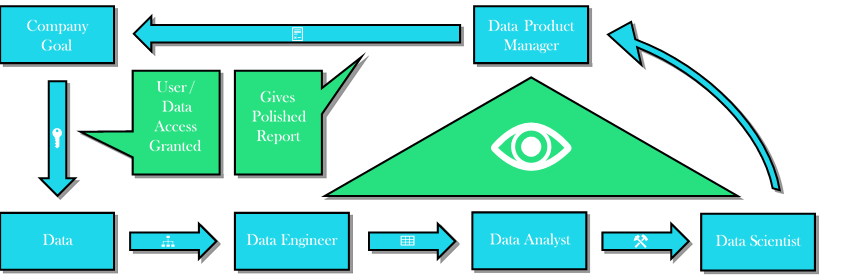 Company
Goal
Data Product
Manager
User/
Data
Access
Granted
Gives
Polished
Report
Data
Data Engineer
Data Analyst
Data Scientist